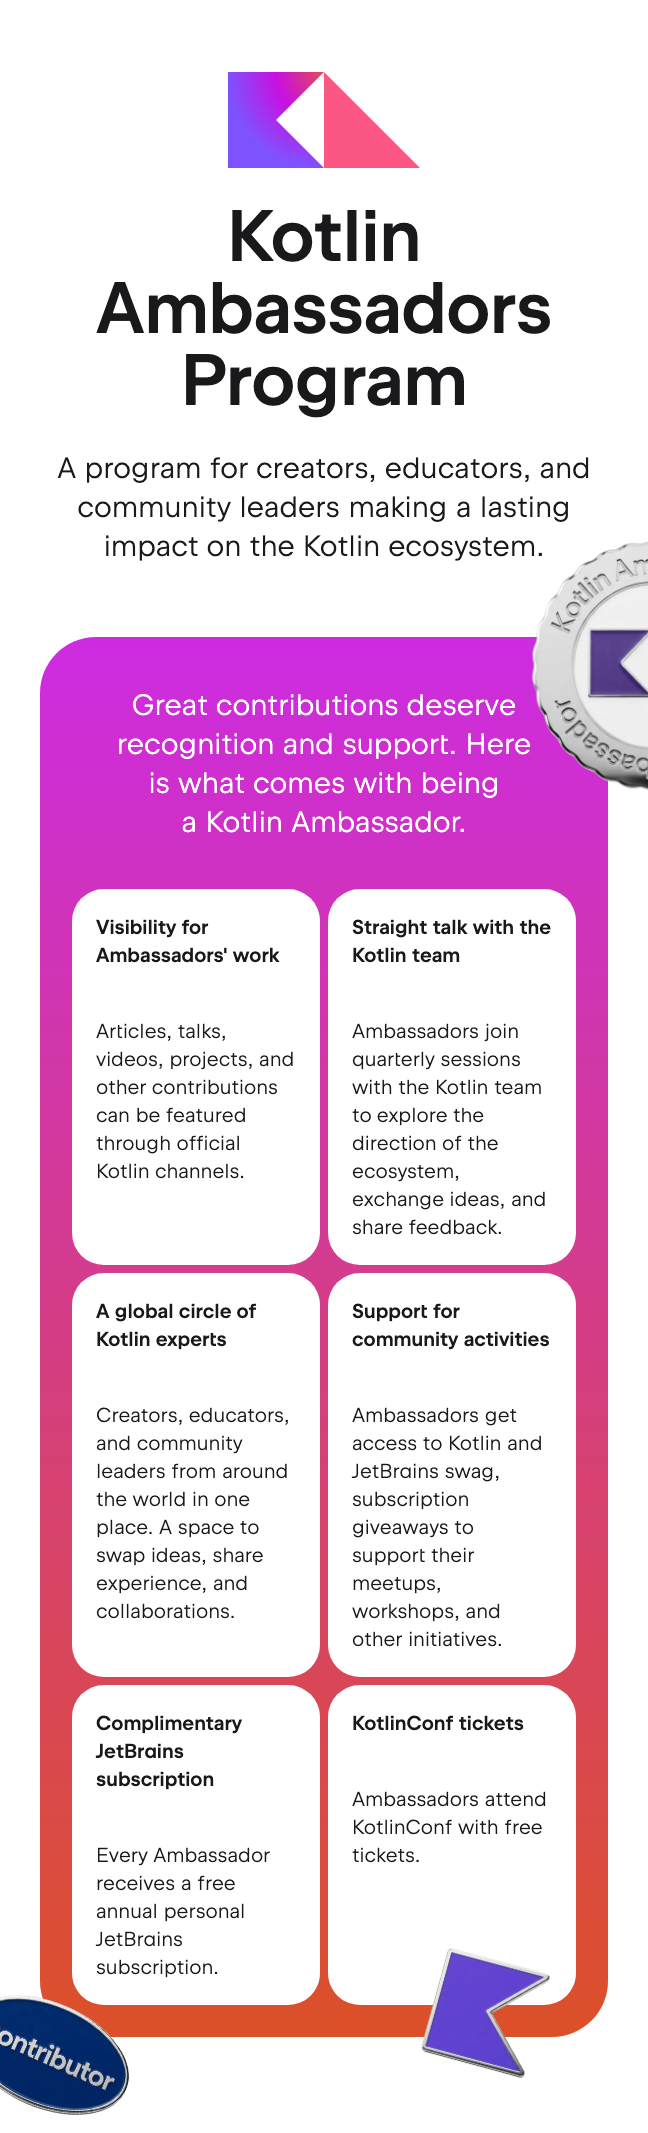 Kotlin
Ambassadors
Program
A program for creators, educators, and
community leaders making a lasting
impact on the Kotlin ecosystem.
Kotlin Am
bassador
Great contributions deserve
recognition and support. Here
is what comes with being
a Kotlin Ambassador.
Visibility for
Ambassadors' work
Articles, talks,
videos, projects, and
other contributions
can be featured
through official
Kotlin channels.
Straight talk with the
Kotlin team
Ambassadors join
quarterly sessions
with the Kotlin team
to explore the
direction of the
ecosystem,
exchange ideas, and
share feedback.
A global circle of
Kotlin experts
Creators, educators,
and community
leaders from around
the world in one
place. A space to
swap ideas, share
experience, and
collaborations.
Support for
community activities
Ambassadors get
access to Kotlin and
JetBrains swag,
subscription
giveaways to
support their
meetups,
workshops, and
other initiatives.
Complimentary
JetBrains
subscription
Every Ambassador
receives a free
annual personal
JetBrains
subscription.
KotlinConf tickets
Ambassadors attend
KotlinConf with free
tickets.
ontributor